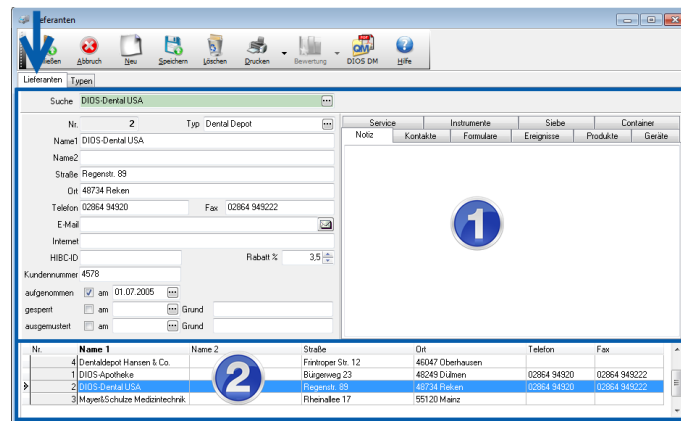 Lieferanten
Abbruch Neu Speichern Löschen Drucken Bewertung DIOS DM Hilfe
Lieferanten Typen
Suche DIOS-Dental USA
Nr. 2 Typ Dental Depot
Name1 DIOS-Dental USA
Name2
Straße Regenstr. 89
Ort 48734 Reken
Telefon 02864 94920 Fax 02864 949222
E-Mail
Internet
HIBC-ID Rabatt % 3,5
Kundennummer 4578
aufgenommen am 01.07.2005
gesperrt am Grund
ausgemustert am Grund
Service Instrumente Siebe Container
Notiz Kontakte Formulare Ereignisse Produkte Geräte
1
Nr. Name 1 Name 2 Straße Ort Telefon Fax
4 Dentaldepot Hansen & Co. Frintroper Str. 12 46047 Oberhausen
1 DIOS-Apotheke Bürgerweg 23 48249 Dülmen 02864 94920 02864 949222
2 DIOS-Dental USA Regenstr. 89 48734 Reken 02864 94920 02864 949222
3 Mayer&Schulze Medizintechnik Rheinallee 17 55120 Mainz
2